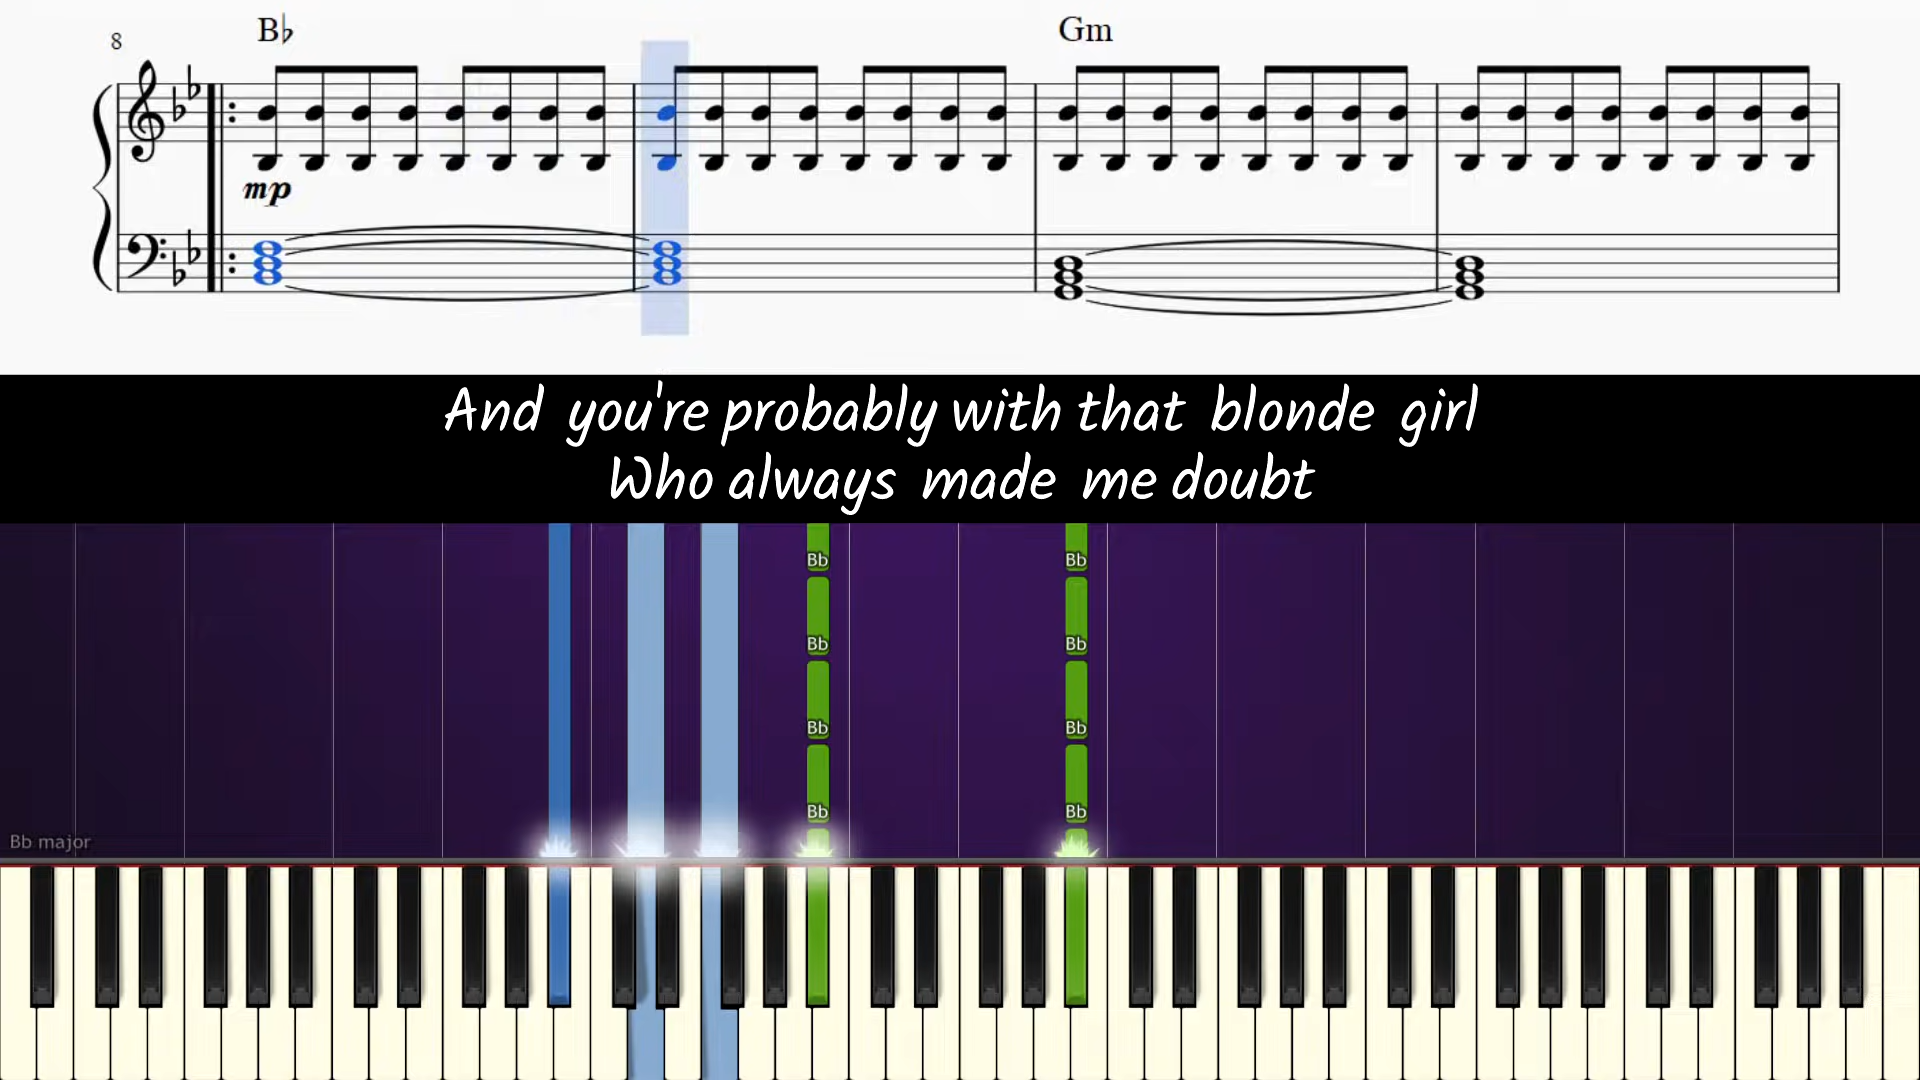 B♭ Gm
8
mp
And you're probably with that blonde girl
Who always made me doubt
Bb Bb
Bb Bb
Bb Bb
Bb Bb
Bb major